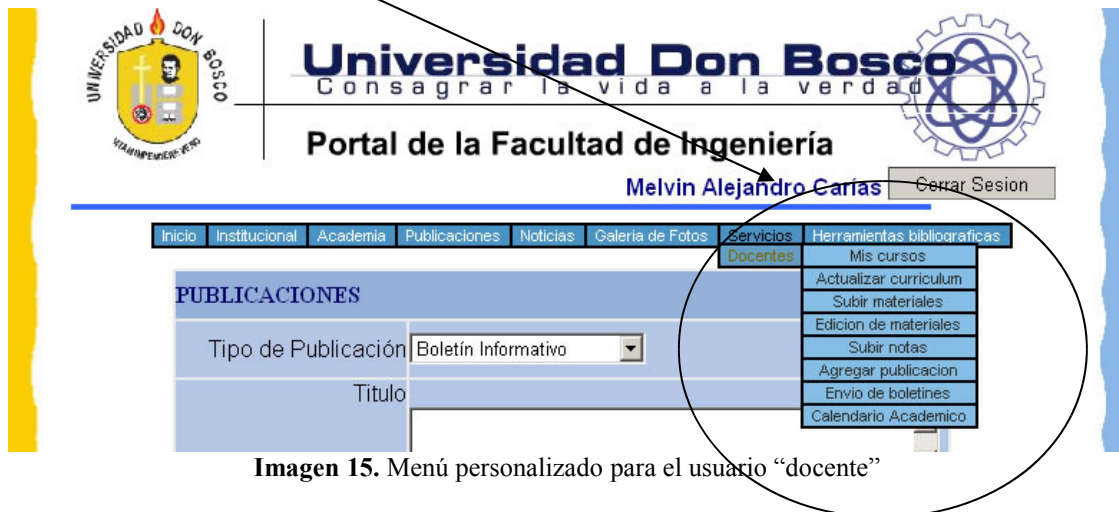 UNIVERSIDAD DON BOSCO
Universidad Don Bosco
Consagrar la vida a la verdad
Portal de la Facultad de Ingeniería
Melvin Alejandro Carías
Cerrar Sesion
Inicio Institucional Academia Publicaciones Noticias Galeria de Fotos Servicios Herramientas bibliograficas
Docentes
Mis cursos
Actualizar curriculum
Subir materiales
Edicion de materiales
Subir notas
Agregar publicacion
Envio de boletines
Calendario Academico
PUBLICACIONES
Tipo de Publicación Boletín Informativo
Titulo
Imagen 15. Menú personalizado para el usuario “docente”